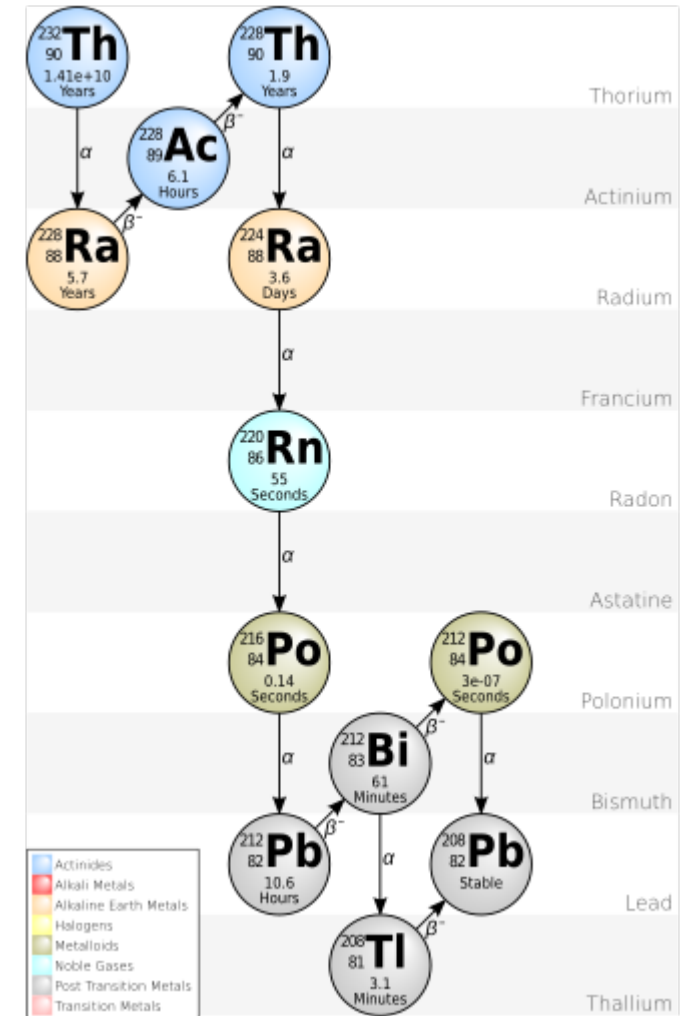 232
90
Th
1.41e+10
Years
228
90
Th
1.9
Years
Thorium
α
β⁻
α
228
89
Ac
6.1
Hours
Actinium
β⁻
228
88
Ra
5.7
Years
224
88
Ra
3.6
Days
Radium
α
Francium
220
86
Rn
55
Seconds
Radon
α
Astatine
216
84
Po
0.14
Seconds
212
84
Po
3e-07
Seconds
Polonium
α
β⁻
α
212
83
Bi
61
Minutes
Bismuth
β⁻
212
82
Pb
10.6
Hours
α
208
82
Pb
Stable
Lead
β⁻
208
81
Tl
3.1
Minutes
Thallium
Actinides
Alkali Metals
Alkaline Earth Metals
Halogens
Metalloids
Noble Gases
Post Transition Metals
Transition Metals